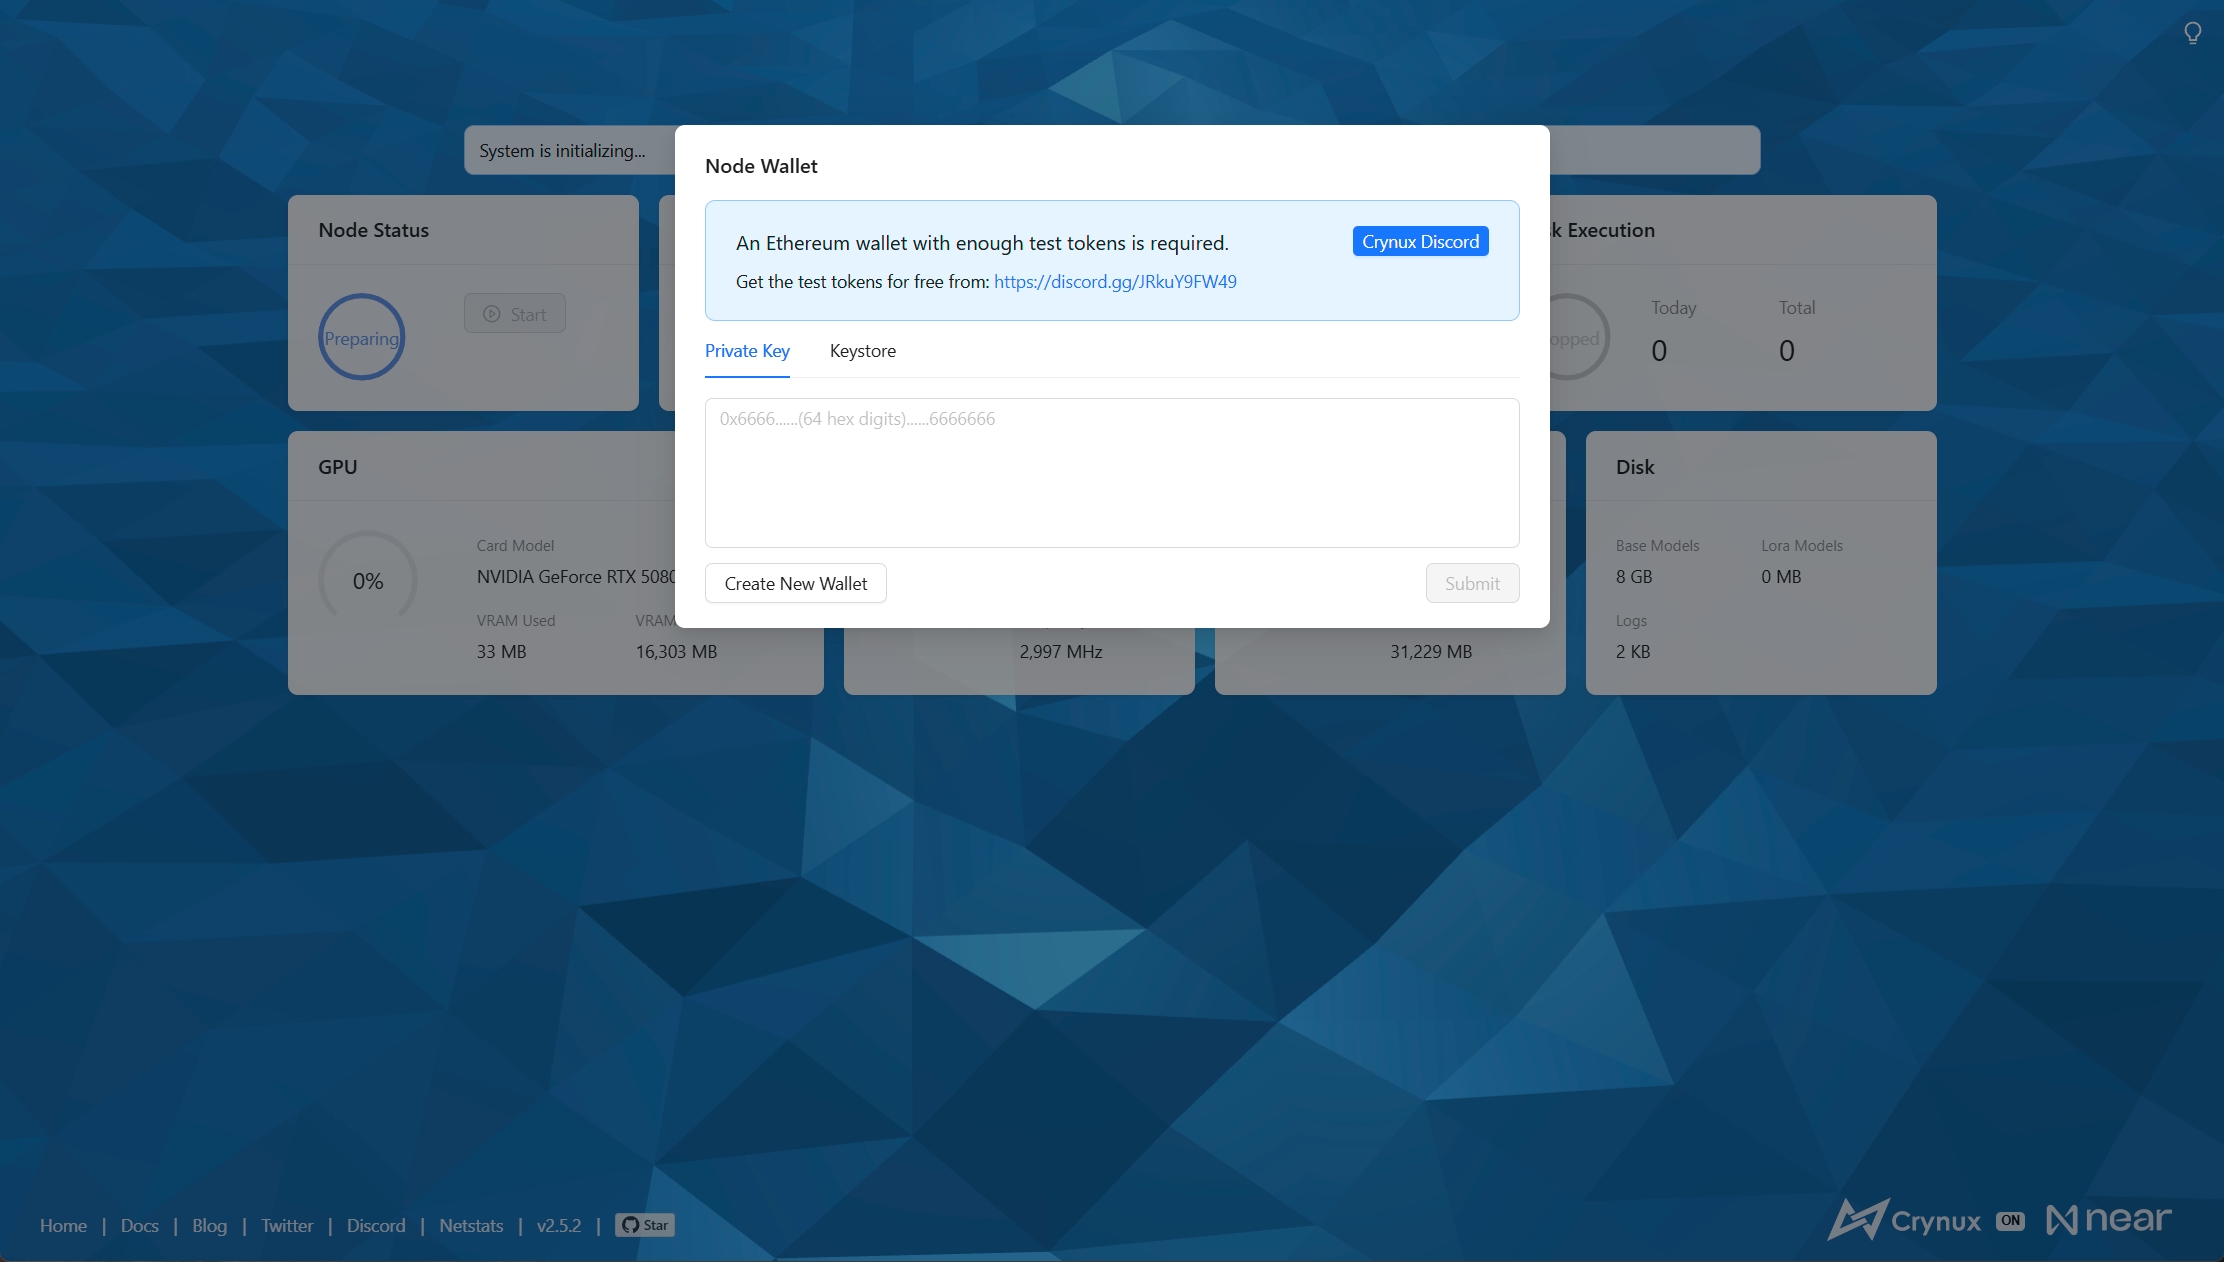 System is initializing...
Node Wallet
An Ethereum wallet with enough test tokens is required.
Crynux Discord
Get the test tokens for free from: https://discord.gg/JRkuY9FW49
Private Key
Keystore
0x6666......(64 hex digits)......6666666
Create New Wallet
Submit
Node Status
Preparing
Start
Execution
Today
Total
0
0
GPU
0%
Card Model
NVIDIA GeForce RTX 5080
VRAM Used
VRAM
33 MB
16,303 MB
2,997 MHz
31,229 MB
Disk
Base Models
Lora Models
8 GB
0 MB
Logs
2 KB
Home | Docs | Blog | Twitter | Discord | Netstats | v2.5.2 | Star
Crynux ON near